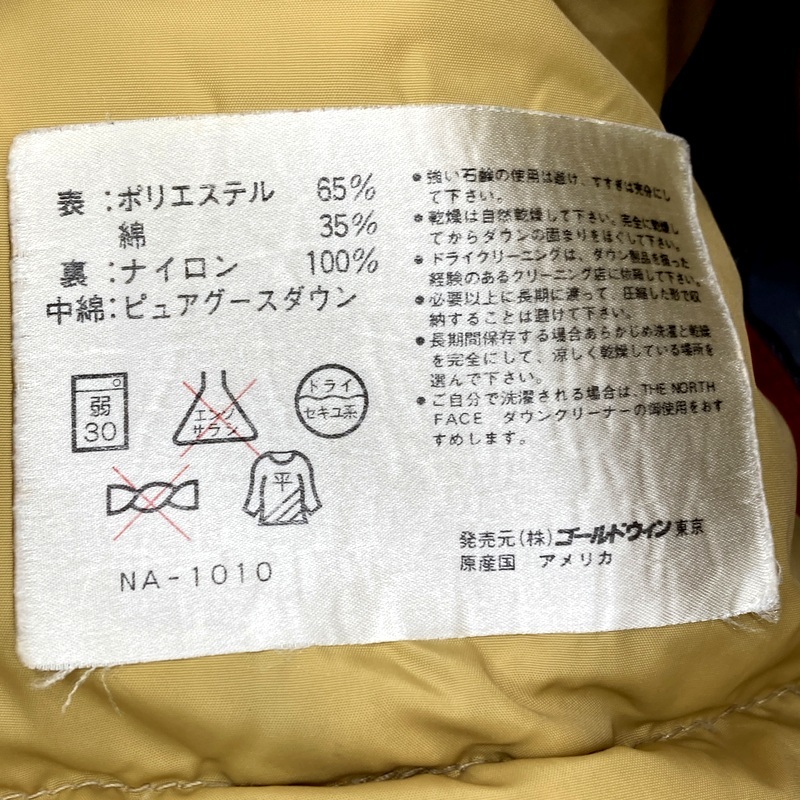 表：ポリエステル 65%
綿 35%
裏：ナイロン 100%
中綿：ピュアグースダウン
弱
30
エンソ
サラシ
ドライ
セキユ系
平
NA-1010
●強い石鹸の使用は避け、すすぎは充分にし
て下さい。
●乾燥は自然乾燥して下さい。完全に乾燥し
てからダウンの固まりをほぐして下さい。
●ドライクリーニングは、ダウン製品を扱った
経験のあるクリーニング店に依頼して下さい。
●必要以上に長期に渡って、圧縮した形で収
納することは避けて下さい。
●長期間保存する場合あらかじめ洗濯と乾燥
を完全にして、涼しく乾燥している場所を
選んで下さい。
●ご自分で洗濯される場合は、THE NORTH
FACE ダウンクリーナーの御使用をおす
すめします。
発売元(株)ゴールドウイン東京
原産国 アメリカ